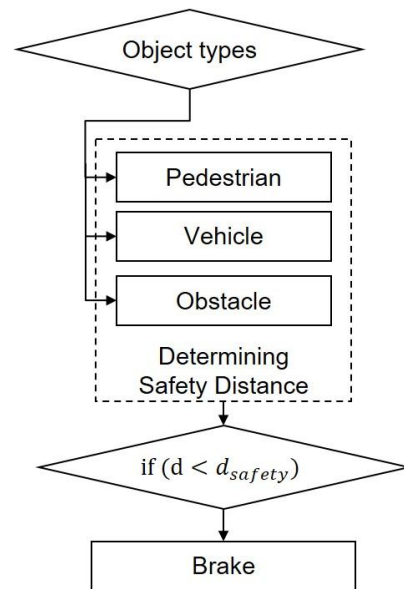 Object types
Pedestrian
Vehicle
Obstacle
Determining
Safety Distance
if (d < d_safety)
Brake